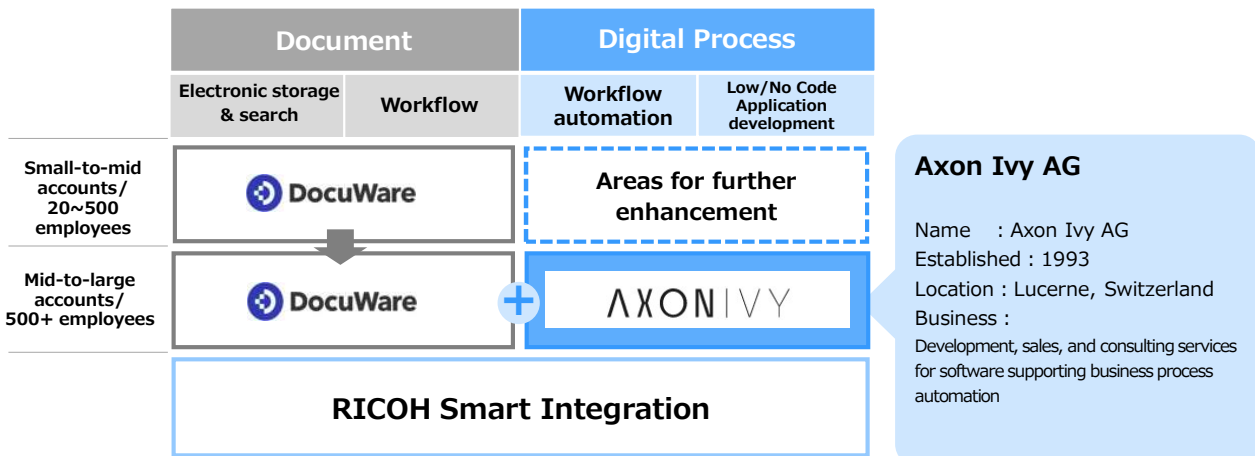 Document
Digital Process
Electronic storage
& search
Workflow
Workflow
automation
Low/No Code
Application
development
Small-to-mid
accounts/
20~500
employees
DocuWare
Areas for further
enhancement
Mid-to-large
accounts/
500+ employees
DocuWare
+
AXONIVY
RICOH Smart Integration
Axon Ivy AG
Name : Axon Ivy AG
Established : 1993
Location : Lucerne, Switzerland
Business :
Development, sales, and consulting services
for software supporting business process
automation